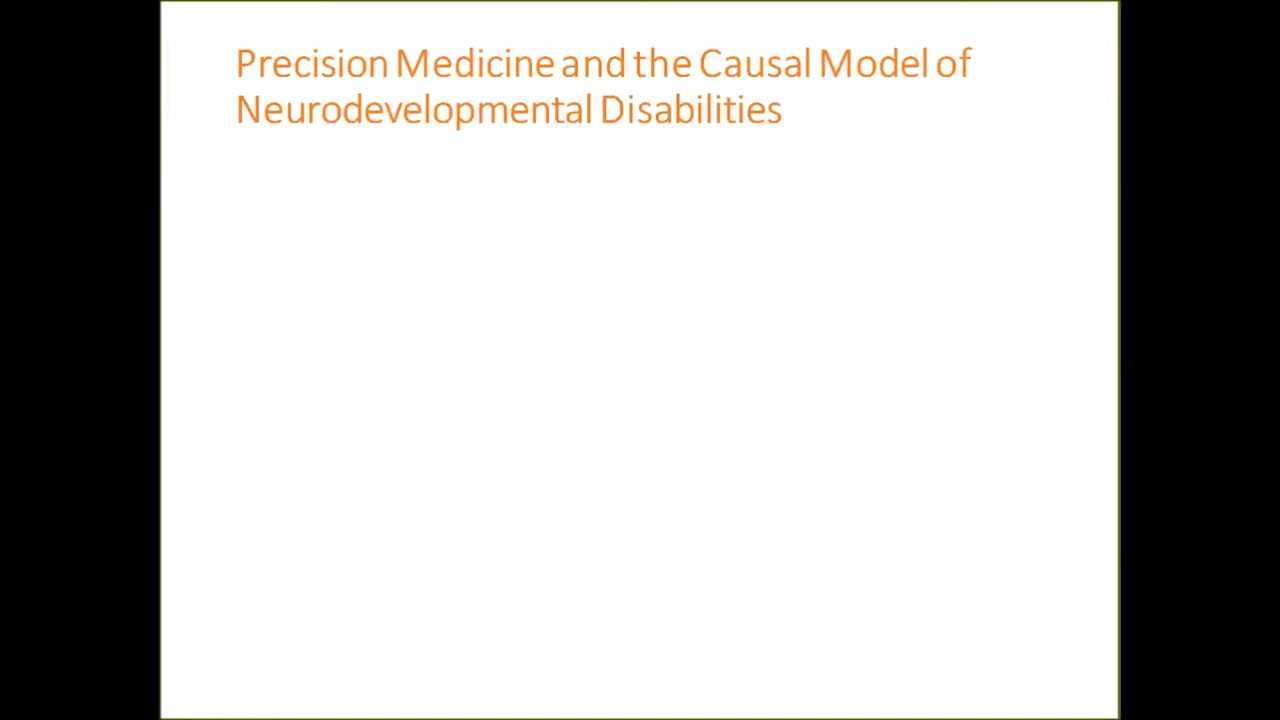 Precision Medicine and the Causal Model of
Neurodevelopmental Disabilities